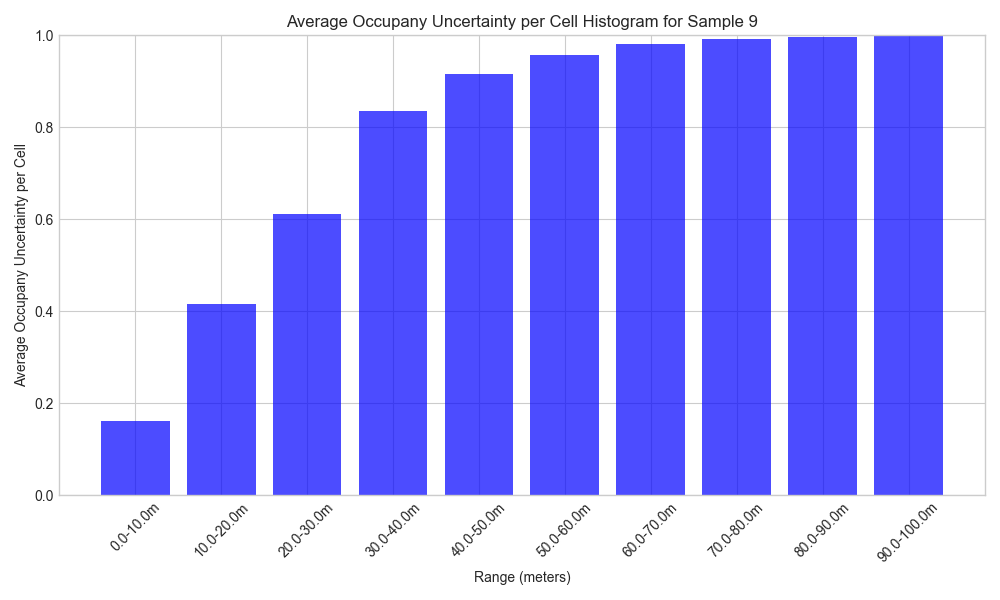 Average Occupany Uncertainty per Cell Histogram for Sample 9
Average Occupany Uncertainty per Cell
1.0
0.8
0.6
0.4
0.2
0.0
0.0-10.0m
10.0-20.0m
20.0-30.0m
30.0-40.0m
40.0-50.0m
50.0-60.0m
60.0-70.0m
70.0-80.0m
80.0-90.0m
90.0-100.0m
Range (meters)